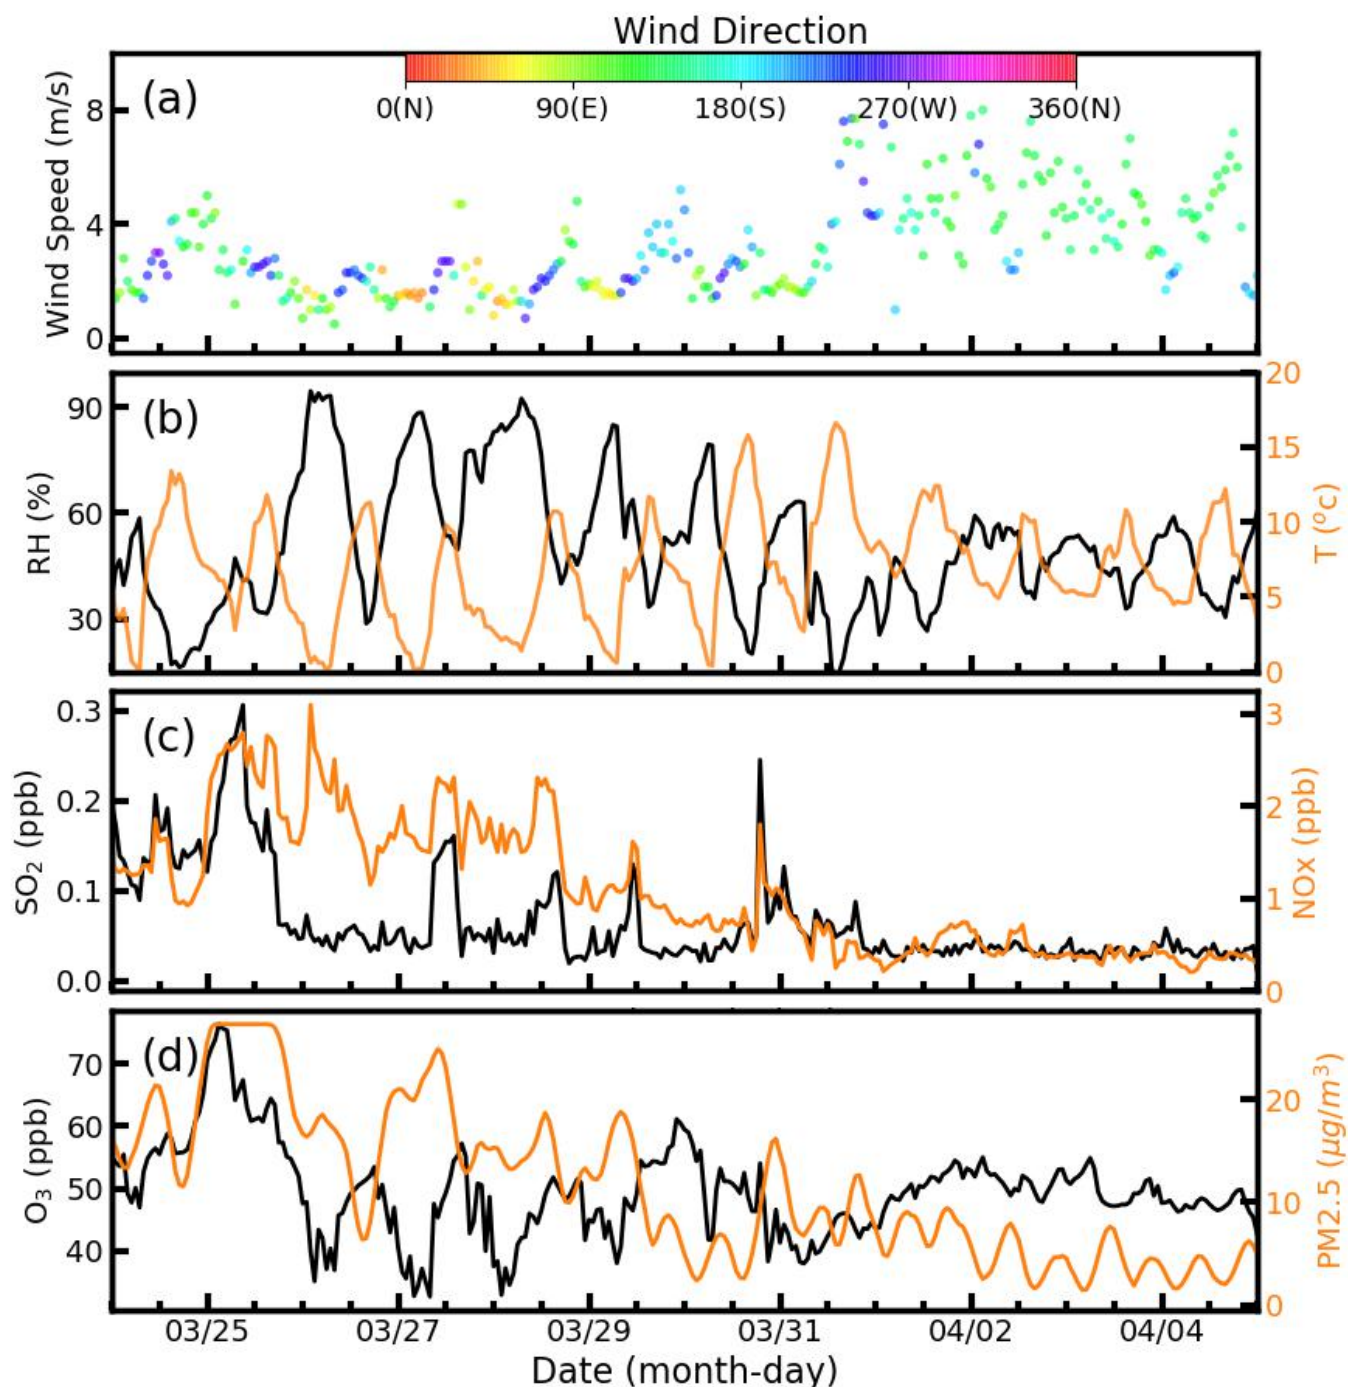 Wind Direction
(a)
0(N) 90(E) 180(S) 270(W) 360(N)
Wind Speed (m/s)
8
4
0
(b)
RH (%)
90
60
30
20
15
10
5
0
T (°c)
(c)
SO₂ (ppb)
0.3
0.2
0.1
0.0
3
2
1
0
NOx (ppb)
(d)
O₃ (ppb)
70
60
50
40
20
10
0
PM2.5 (μg/m³)
03/25 03/27 03/29 03/31 04/02 04/04
Date (month-day)